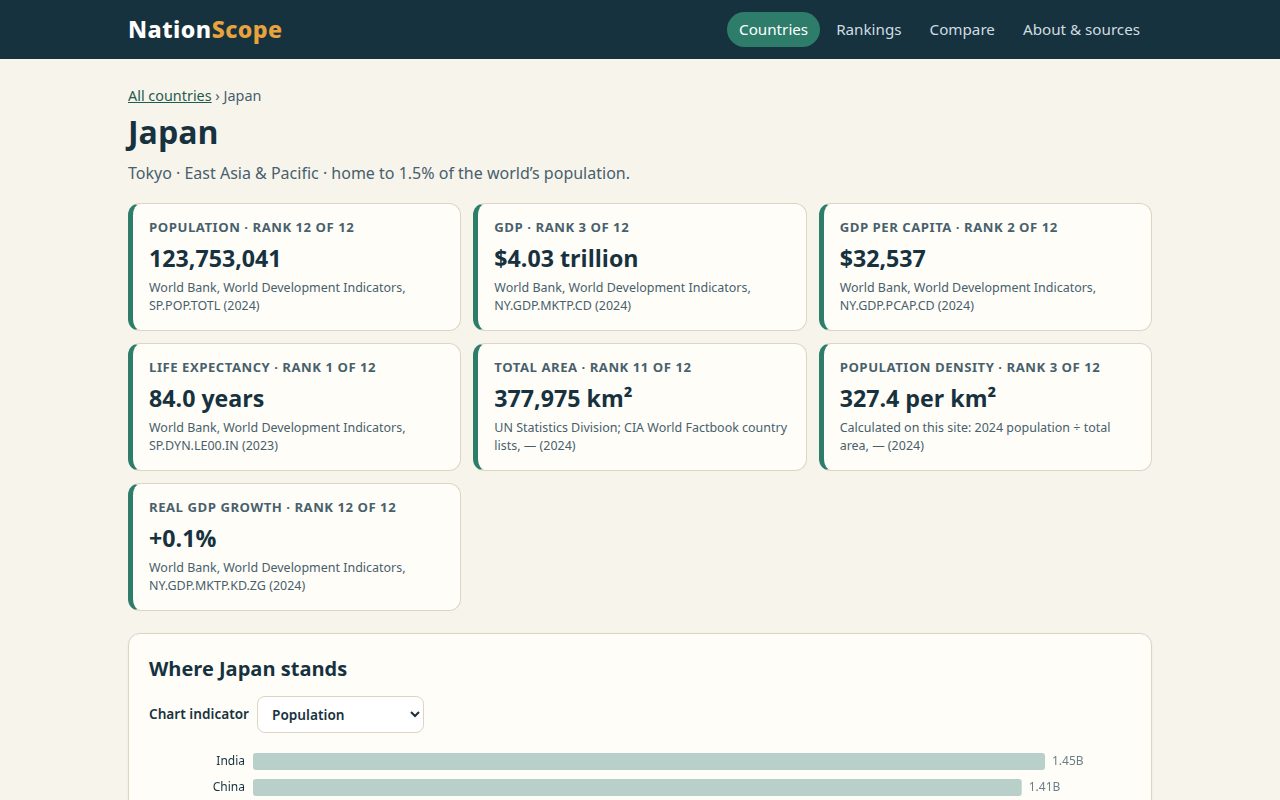 NationScope
Countries Rankings Compare About & sources
All countries › Japan
Japan
Tokyo · East Asia & Pacific · home to 1.5% of the world’s population.
POPULATION · RANK 12 OF 12
123,753,041
World Bank, World Development Indicators,
SP.POP.TOTL (2024)
GDP · RANK 3 OF 12
$4.03 trillion
World Bank, World Development Indicators,
NY.GDP.MKTP.CD (2024)
GDP PER CAPITA · RANK 2 OF 12
$32,537
World Bank, World Development Indicators,
NY.GDP.PCAP.CD (2024)
LIFE EXPECTANCY · RANK 1 OF 12
84.0 years
World Bank, World Development Indicators,
SP.DYN.LE00.IN (2023)
TOTAL AREA · RANK 11 OF 12
377,975 km²
UN Statistics Division; CIA World Factbook country
lists, — (2024)
POPULATION DENSITY · RANK 3 OF 12
327.4 per km²
Calculated on this site: 2024 population ÷ total
area, — (2024)
REAL GDP GROWTH · RANK 12 OF 12
+0.1%
World Bank, World Development Indicators,
NY.GDP.MKTP.KD.ZG (2024)
Where Japan stands
Chart indicator Population
India 1.45B
China 1.41B